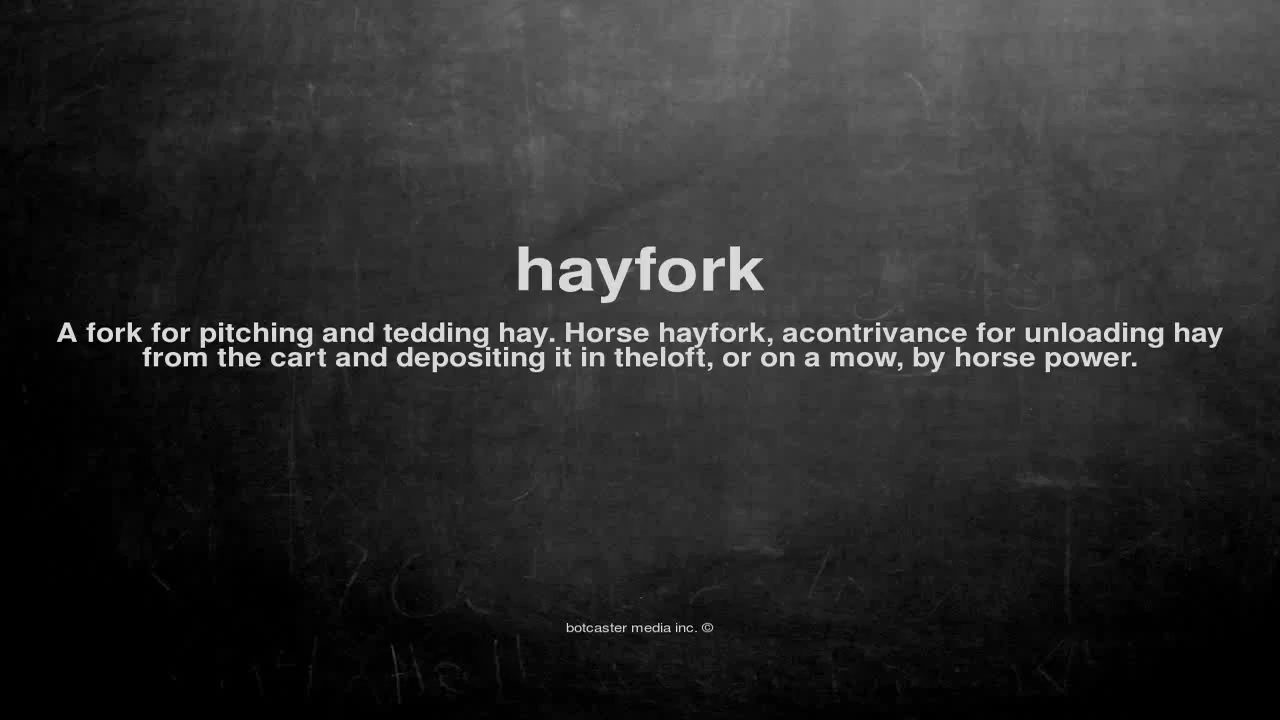 hayfork
A fork for pitching and tedding hay. Horse hayfork, acontrivance for unloading hay
from the cart and depositing it in theloft, or on a mow, by horse power.
botcaster media inc. ©